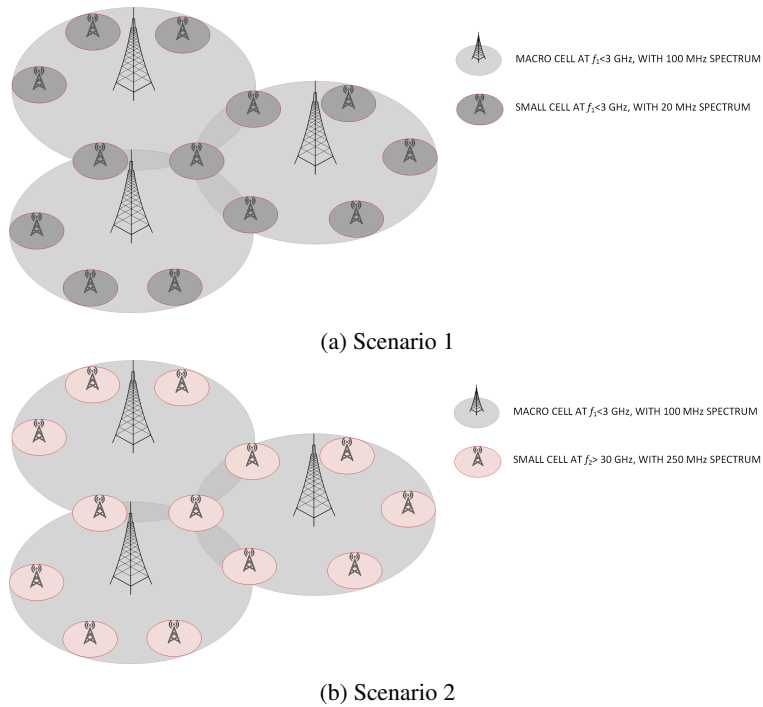 MACRO CELL AT f₁<3 GHz, WITH 100 MHz SPECTRUM
SMALL CELL AT f₁<3 GHz, WITH 20 MHz SPECTRUM
(a) Scenario 1
MACRO CELL AT f₁<3 GHz, WITH 100 MHz SPECTRUM
SMALL CELL AT f₂> 30 GHz, WITH 250 MHz SPECTRUM
(b) Scenario 2